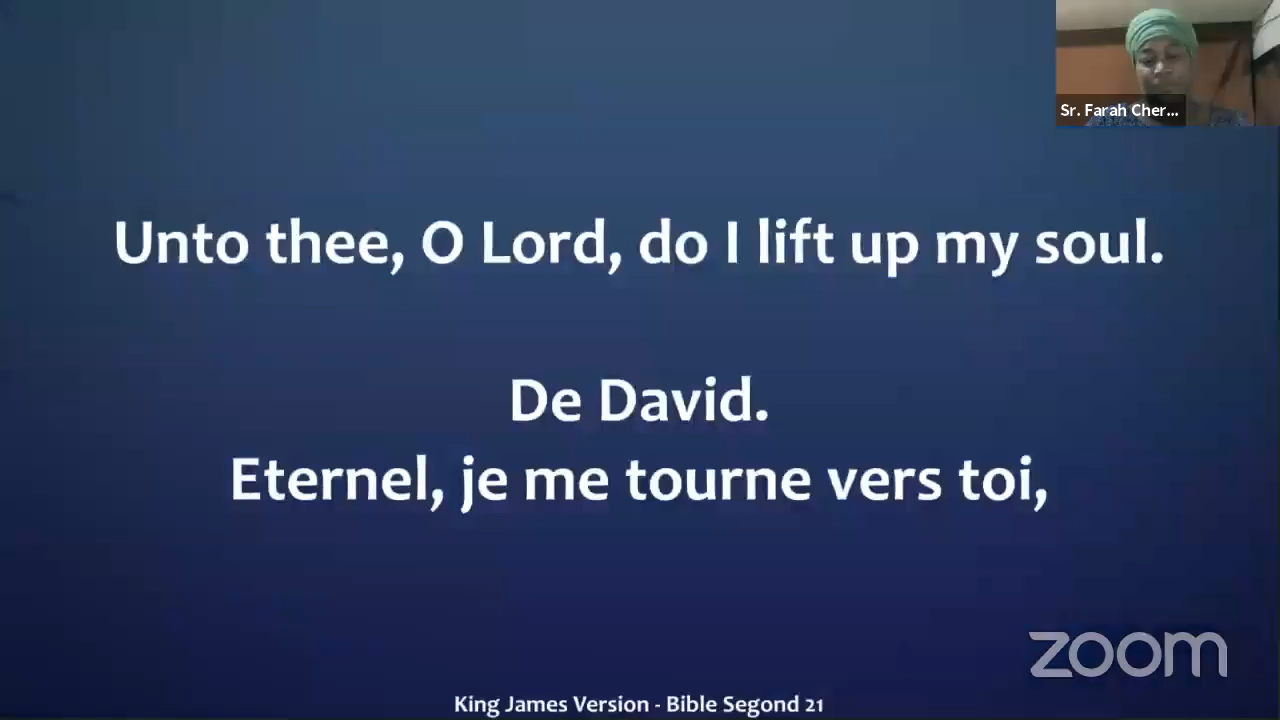 Sr. Farah Cher...
Unto thee, O Lord, do I lift up my soul.
De David.
Eternel, je me tourne vers toi,
zoom
King James Version - Bible Segond 21